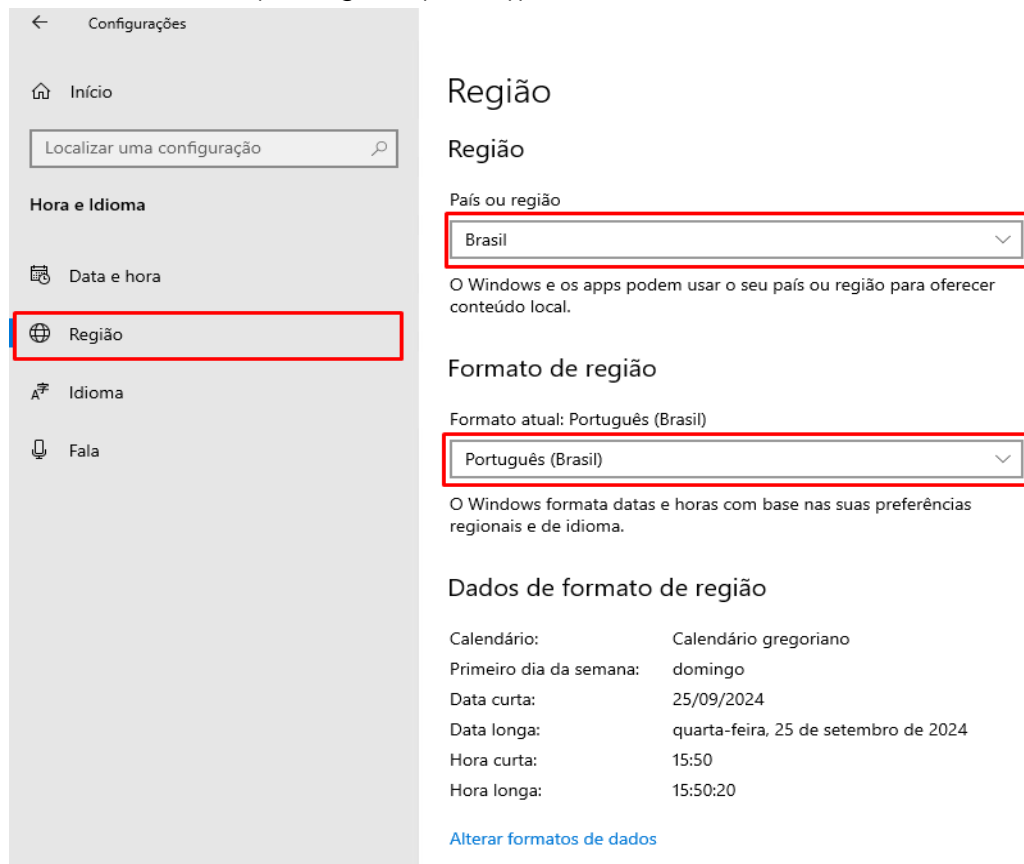 Configurações
Início
Localizar uma configuração
Hora e Idioma
Data e hora
Região
Idioma
Fala
Região
Região
País ou região
Brasil
O Windows e os apps podem usar o seu país ou região para oferecer
conteúdo local.
Formato de região
Formato atual: Português (Brasil)
Português (Brasil)
O Windows formata datas e horas com base nas suas preferências
regionais e de idioma.
Dados de formato de região
Calendário: Calendário gregoriano
Primeiro dia da semana: domingo
Data curta: 25/09/2024
Data longa: quarta-feira, 25 de setembro de 2024
Hora curta: 15:50
Hora longa: 15:50:20
Alterar formatos de dados